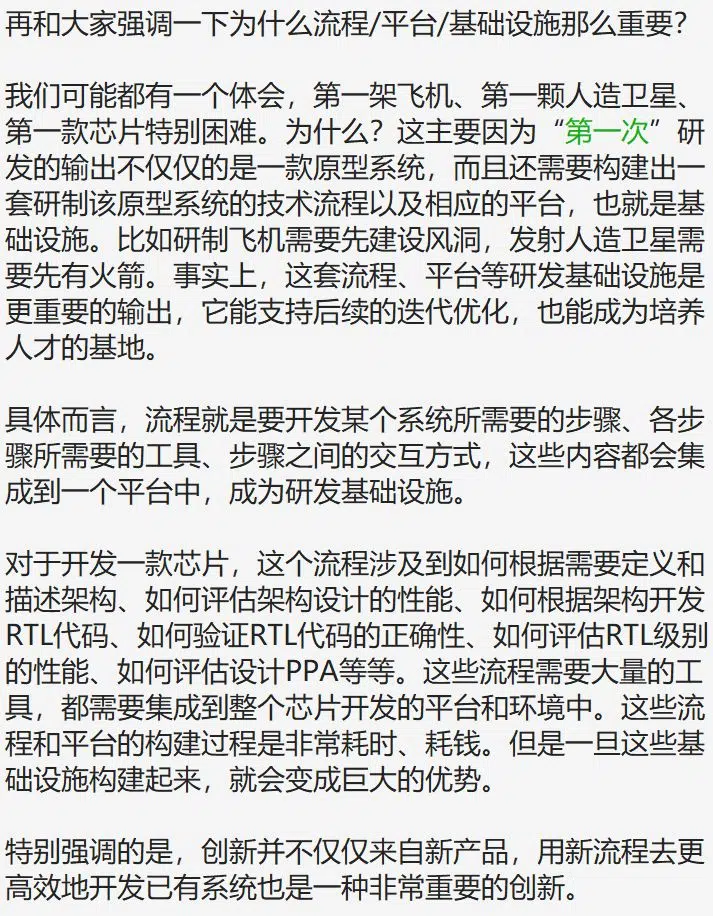 再和大家强调一下为什么流程/平台/基础设施那么重要？
我们可能都有一个体会，第一架飞机、第一颗人造卫星、
第一款芯片特别困难。为什么？这主要因为“第一次”研
发的输出不仅仅的是一款原型系统，而且还需要构建出一
套研制该原型系统的技术流程以及相应的平台，也就是基
础设施。比如研制飞机需要先建设风洞，发射人造卫星需
要先有火箭。事实上，这套流程、平台等研发基础设施是
更重要的输出，它能支持后续的迭代优化，也能成为培养
人才的基地。
具体而言，流程就是要开发某个系统所需要的步骤、各步
骤所需要的工具、步骤之间的交互方式，这些内容都会集
成到一个平台中，成为研发基础设施。
对于开发一款芯片，这个流程涉及到如何根据需要定义和
描述架构、如何评估架构设计的性能、如何根据架构开发
RTL代码、如何验证RTL代码的正确性、如何评估RTL级别
的性能、如何评估设计PPA等等。这些流程需要大量的工
具，都需要集成到整个芯片开发的平台和环境中。这些流
程和平台的构建过程是非常耗时、耗钱。但是一旦这些基
础设施构建起来，就会变成巨大的优势。
特别强调的是，创新并不仅仅来自新产品，用新流程去更
高效地开发已有系统也是一种非常重要的创新。